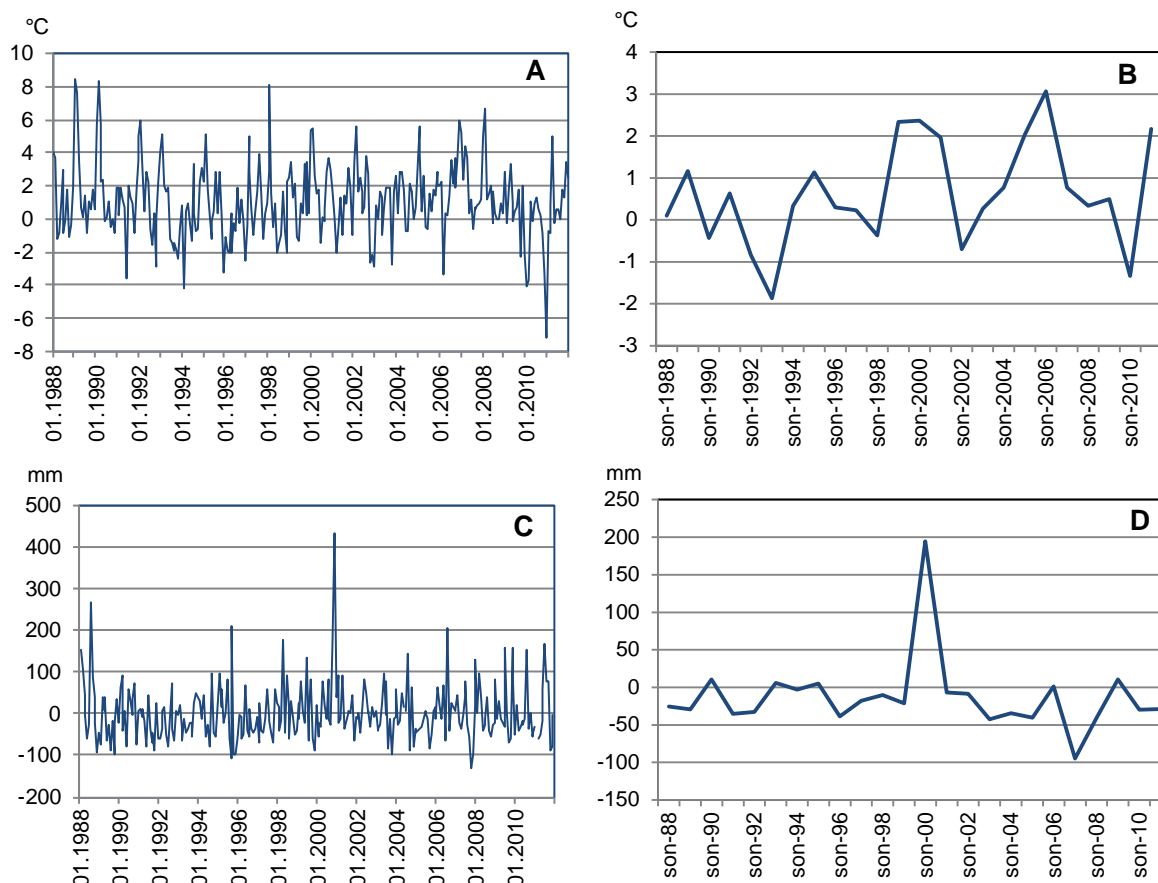 °C
A
10
8
6
4
2
0
-2
-4
-6
-8
01.1988
01.1990
01.1992
01.1994
01.1996
01.1998
01.2000
01.2002
01.2004
01.2006
01.2008
01.2010
°C
B
4
3
2
1
0
-1
-2
-3
son-1988
son-1990
son-1992
son-1994
son-1996
son-1998
son-2000
son-2002
son-2004
son-2006
son-2008
son-2010
mm
C
500
400
300
200
100
0
-100
-200
01.1988
01.1990
01.1992
01.1994
01.1996
01.1998
01.2000
01.2002
01.2004
01.2006
01.2008
01.2010
mm
D
250
200
150
100
50
0
-50
-100
-150
son-88
son-90
son-92
son-94
son-96
son-98
son-00
son-02
son-04
son-06
son-08
son-10